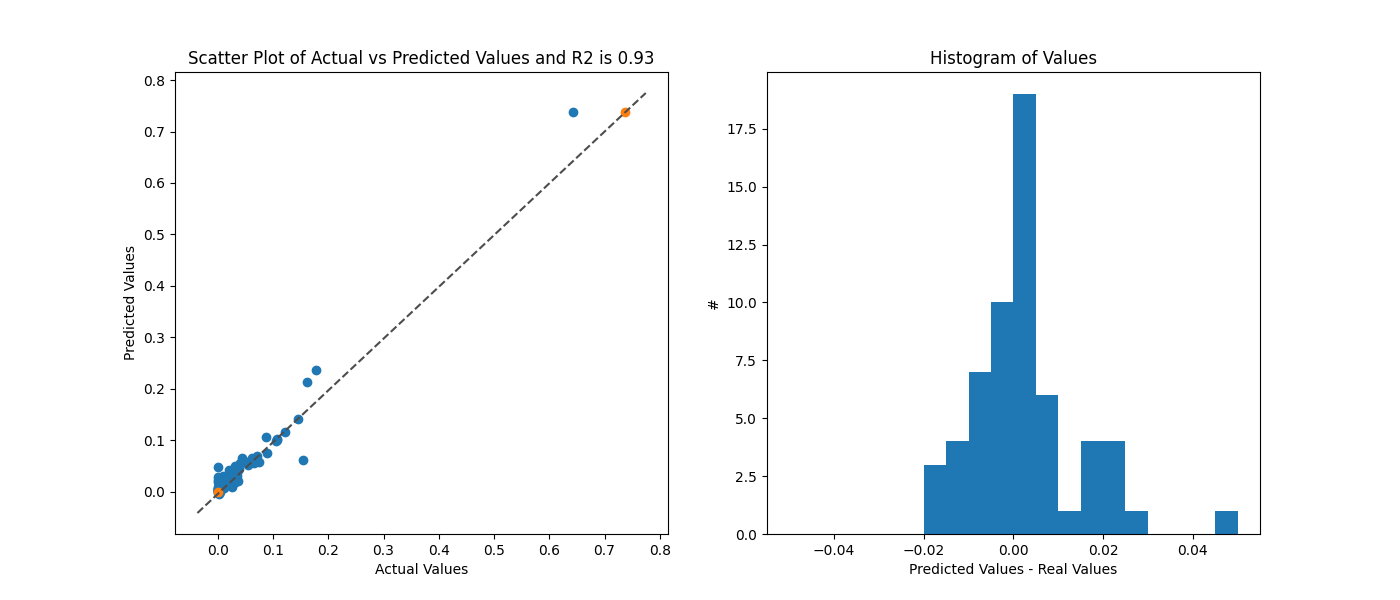 Scatter Plot of Actual vs Predicted Values and R2 is 0.93
0.8
0.7
0.6
0.5
0.4
0.3
0.2
0.1
0.0
Predicted Values
0.0 0.1 0.2 0.3 0.4 0.5 0.6 0.7 0.8
Actual Values
Histogram of Values
17.5
15.0
12.5
10.0
7.5
5.0
2.5
0.0
#
−0.04 −0.02 0.00 0.02 0.04
Predicted Values - Real Values